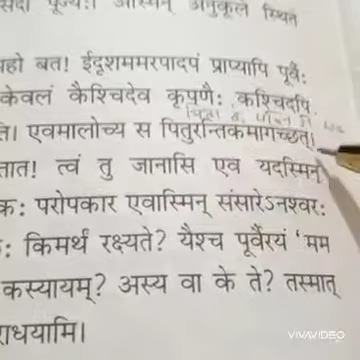 सदा पूज्यः। अस्मिन् अनुकूले स्थित
अहो बत! ईदृशममरपादपं प्राप्यापि पूर्वैः
केवलं कैश्चिदेव कृपणैः कश्चिदपि
एवमालोच्य स पितुरन्तिकमागच्छत्।
तात! त्वं तु जानासि एव यदस्मिन्
परोपकार एवास्मिन् संसारेऽनश्वरः
किमर्थं रक्ष्यते? यैश्च पूर्वैरयं 'मम
कस्यायम्? अस्य वा के ते? तस्मात्
राधयामि।
VIVAVIDEO